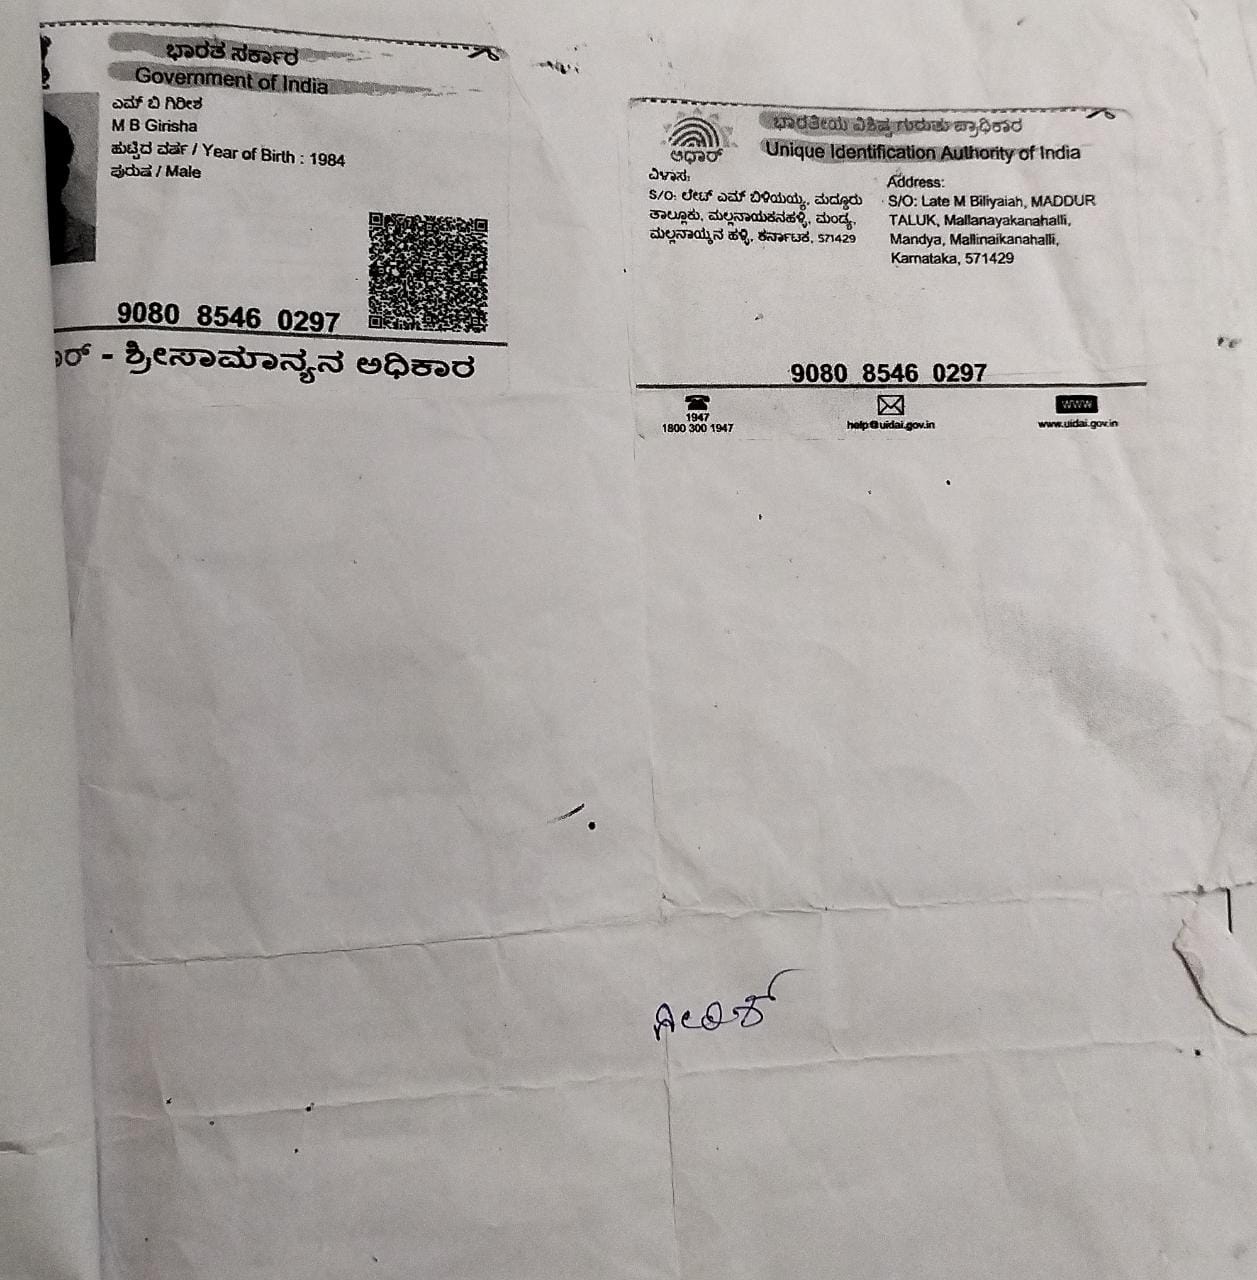 ಭಾರತ ಸರ್ಕಾರ
Government of India
ಎಮ್ ಬಿ ಗಿರೀಶ
M B Girisha
ಹುಟ್ಟಿದ ವರ್ಷ / Year of Birth : 1984
ಪುರುಷ / Male
9080 8546 0297
ರ್ - ಶ್ರೀಸಾಮಾನ್ಯನ ಅಧಿಕಾರ
ಭಾರತೀಯ ವಿಶಿಷ್ಟ ಗುರುತು ಪ್ರಾಧಿಕಾರ
Unique Identification Authority of India
ಆಧಾರ್
ವಿಳಾಸ:
S/O: ಲೇಟ್ ಎಮ್ ಬಿಳಿಯಯ್ಯ, ಮದ್ದೂರು
ತಾಲ್ಲೂಕು, ಮಲ್ಲನಾಯಕನಹಳ್ಳಿ, ಮಂಡ್ಯ,
ಮಲ್ಲನಾಯ್ಕನ ಹಳ್ಳಿ, ಕರ್ನಾಟಕ, 571429
Address:
S/O: Late M Biliyaiah, MADDUR
TALUK, Mallanayakanahalli,
Mandya, Mallinaikanahalli,
Karnataka, 571429
9080 8546 0297
1947
1800 300 1947
help@uidai.gov.in
www
www.uidai.gov.in